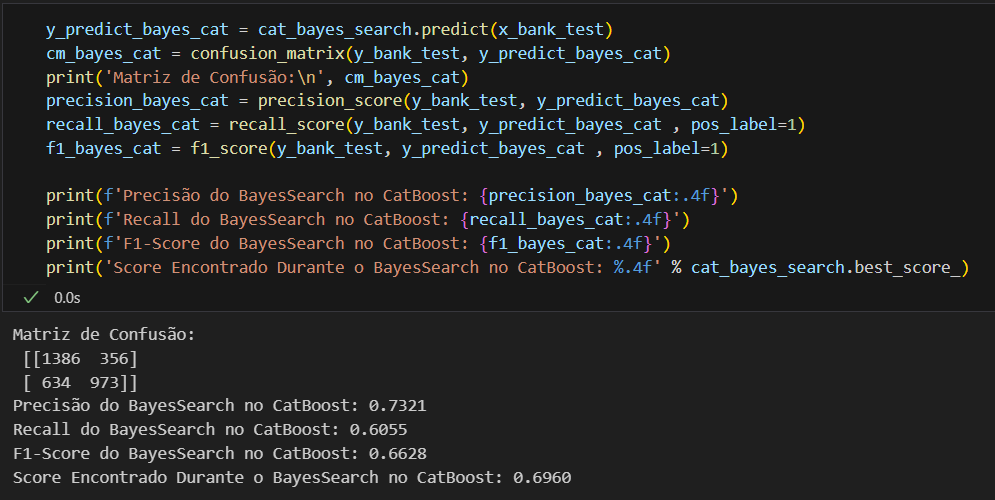 y_predict_bayes_cat = cat_bayes_search.predict(x_bank_test)
cm_bayes_cat = confusion_matrix(y_bank_test, y_predict_bayes_cat)
print('Matriz de Confusão:\n', cm_bayes_cat)
precision_bayes_cat = precision_score(y_bank_test, y_predict_bayes_cat)
recall_bayes_cat = recall_score(y_bank_test, y_predict_bayes_cat , pos_label=1)
f1_bayes_cat = f1_score(y_bank_test, y_predict_bayes_cat , pos_label=1)

print(f'Precisão do BayesSearch no CatBoost: {precision_bayes_cat:.4f}')
print(f'Recall do BayesSearch no CatBoost: {recall_bayes_cat:.4f}')
print(f'F1-Score do BayesSearch no CatBoost: {f1_bayes_cat:.4f}')
print('Score Encontrado Durante o BayesSearch no CatBoost: %.4f' % cat_bayes_search.best_score_)
✓ 0.0s
Matriz de Confusão:
 [[1386  356]
 [ 634  973]]
Precisão do BayesSearch no CatBoost: 0.7321
Recall do BayesSearch no CatBoost: 0.6055
F1-Score do BayesSearch no CatBoost: 0.6628
Score Encontrado Durante o BayesSearch no CatBoost: 0.6960